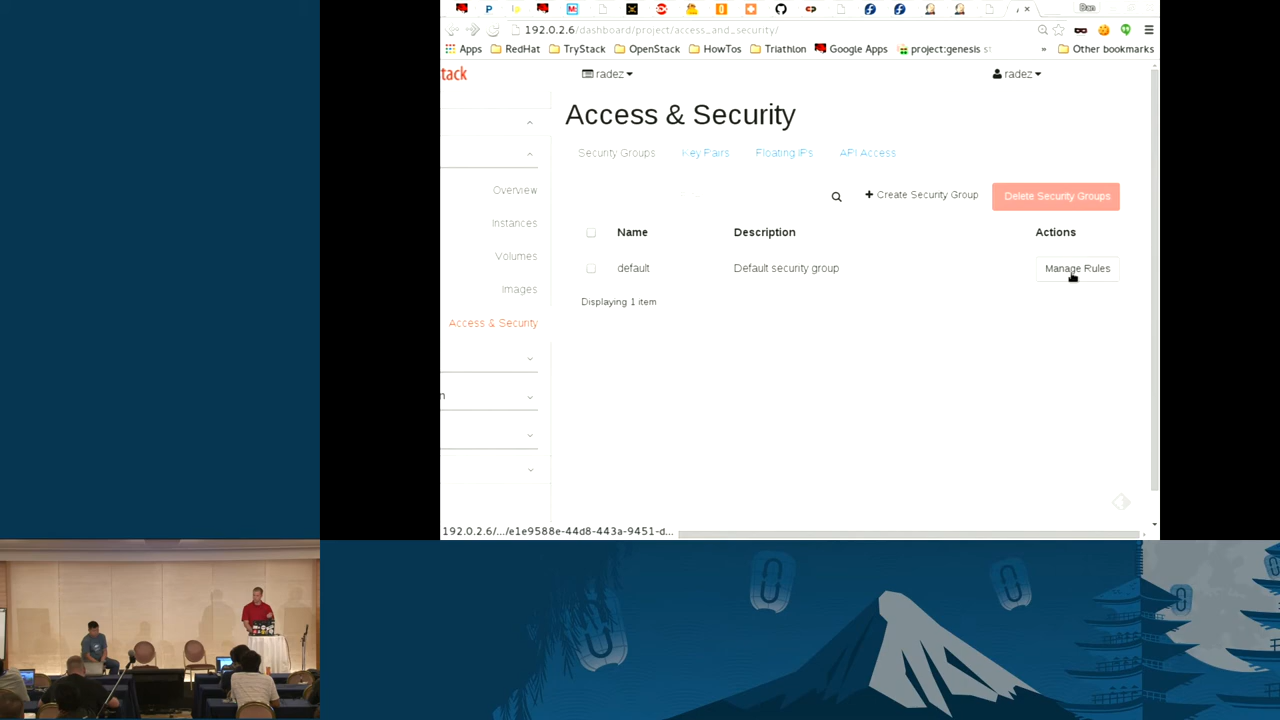 Ban
192.0.2.6/dashboard/project/access_and_security/
Apps RedHat TryStack OpenStack HowTos Triathlon Google Apps project:genesis st » Other bookmarks
tack radez radez
Access & Security
Security Groups Key Pairs Floating IPs API Access
+ Create Security Group Delete Security Groups
Overview
Instances
Volumes
Images
Access & Security
n
Name Description Actions
default Default security group Manage Rules
Displaying 1 item
192.0.2.6/.../e1e9588e-44d8-443a-9451-d...